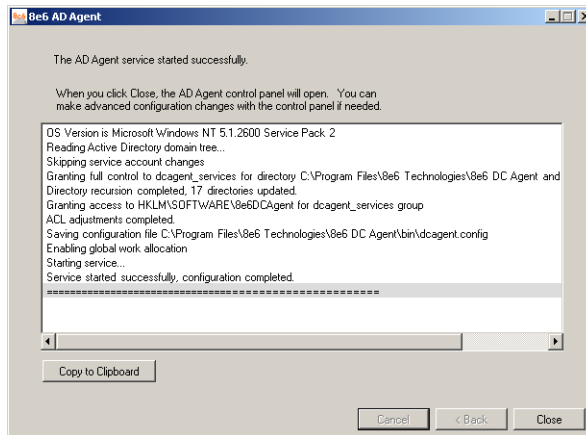 8e6 AD Agent
The AD Agent service started successfully.
When you click Close, the AD Agent control panel will open. You can
make advanced configuration changes with the control panel if needed.
OS Version is Microsoft Windows NT 5.1.2600 Service Pack 2
Reading Active Directory domain tree...
Skipping service account changes
Granting full control to dcagent_services for directory C:\Program Files\8e6 Technologies\8e6 DC Agent and
Directory recursion completed, 17 directories updated.
Granting access to HKLM\SOFTWARE\8e6DCAgent for dcagent_services group
ACL adjustments completed.
Saving configuration file C:\Program Files\8e6 Technologies\8e6 DC Agent\bin\dcagent.config
Enabling global work allocation
Starting service...
Service started successfully, configuration completed.
======================================================
Copy to Clipboard
Cancel < Back Close